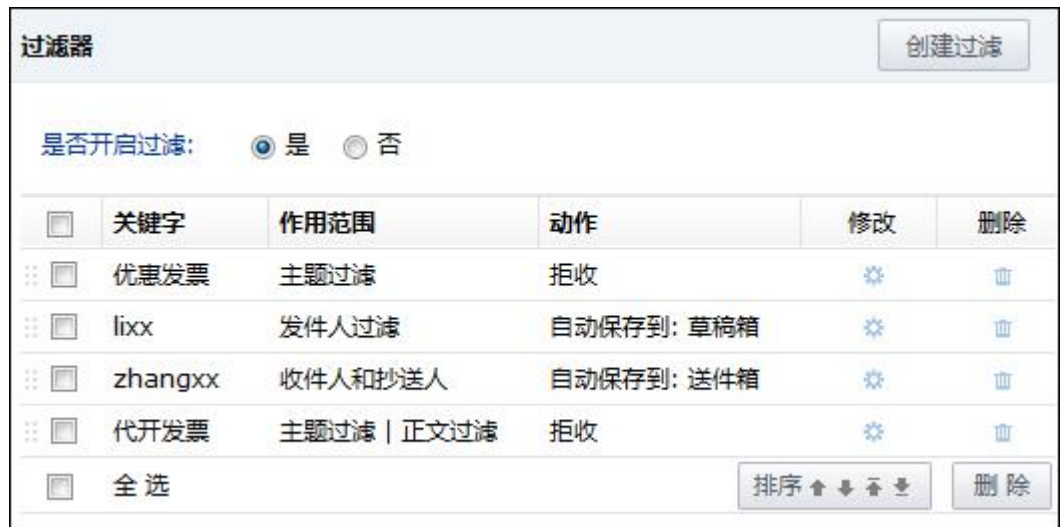 过滤器 创建过滤
是否开启过滤: 是 否
关键字 作用范围 动作 修改 删除
优惠发票 主题过滤 拒收
lixx 发件人过滤 自动保存到: 草稿箱
zhangxx 收件人和抄送人 自动保存到: 送件箱
代开发票 主题过滤 | 正文过滤 拒收
全 选 排序 删 除